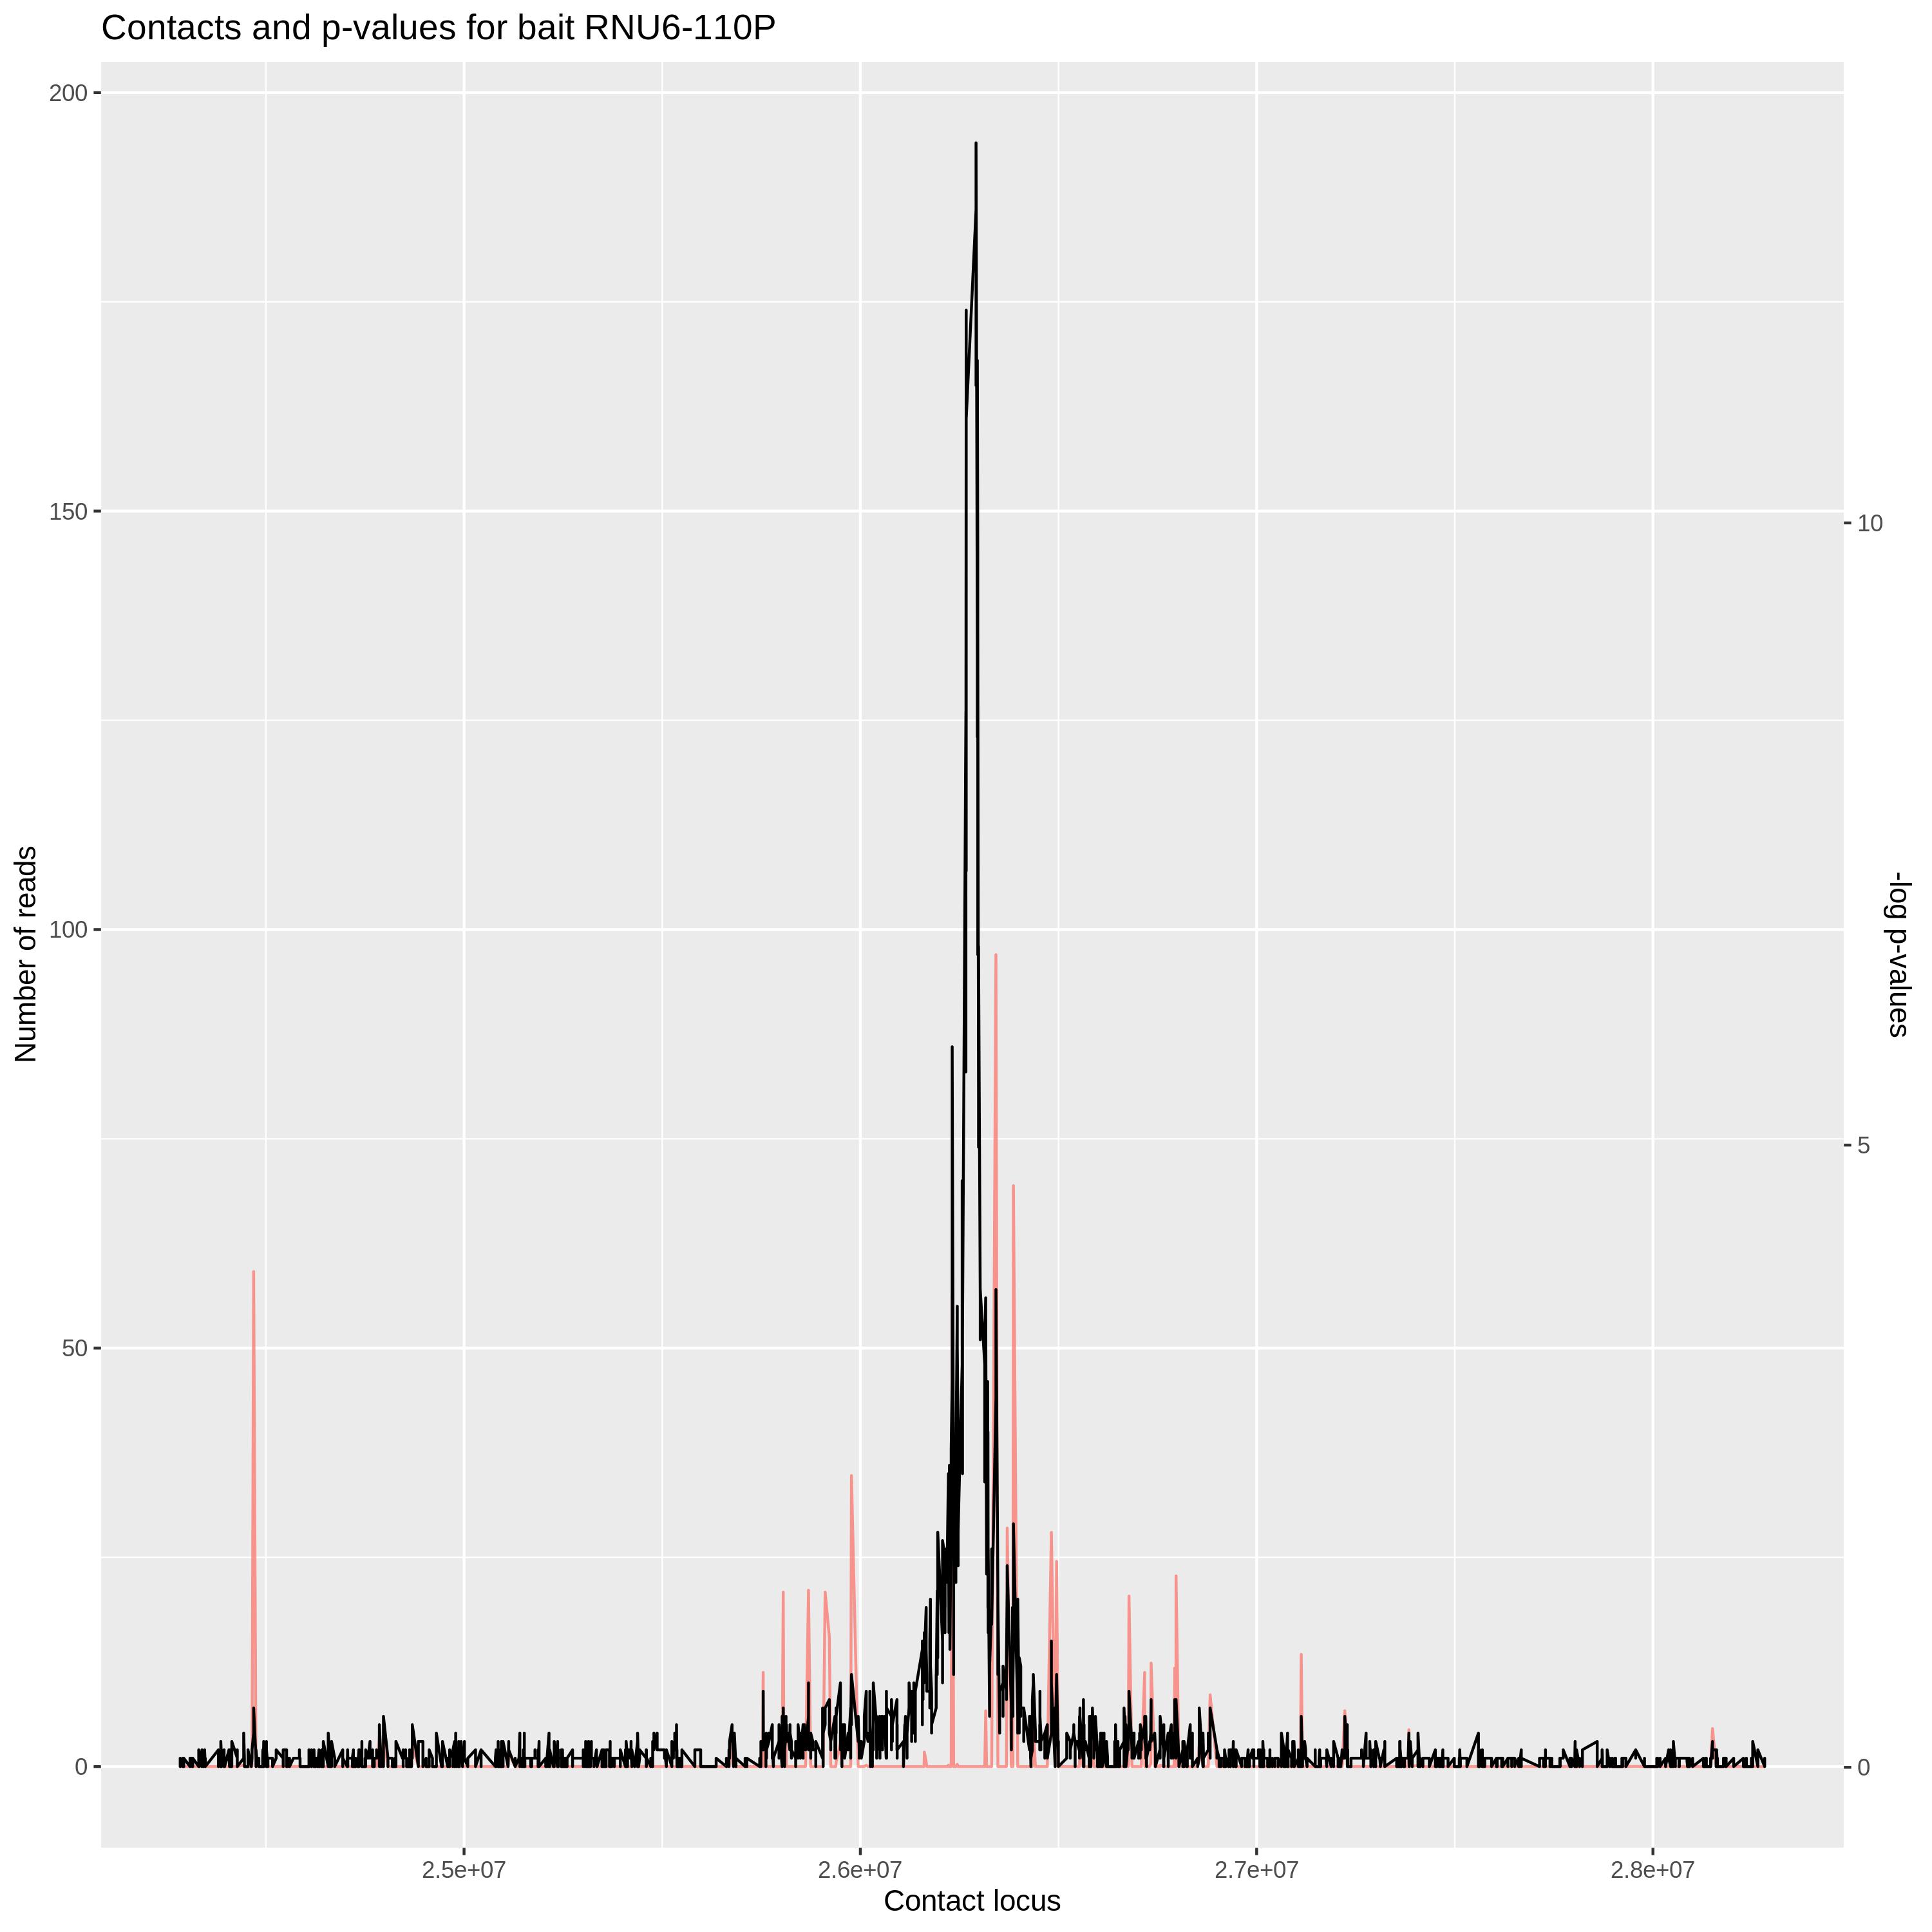 Contacts and p-values for bait RNU6-110P
200
150
100
50
0
10
5
0
Number of reads
-log p-values
2.5e+07 2.6e+07 2.7e+07 2.8e+07
Contact locus